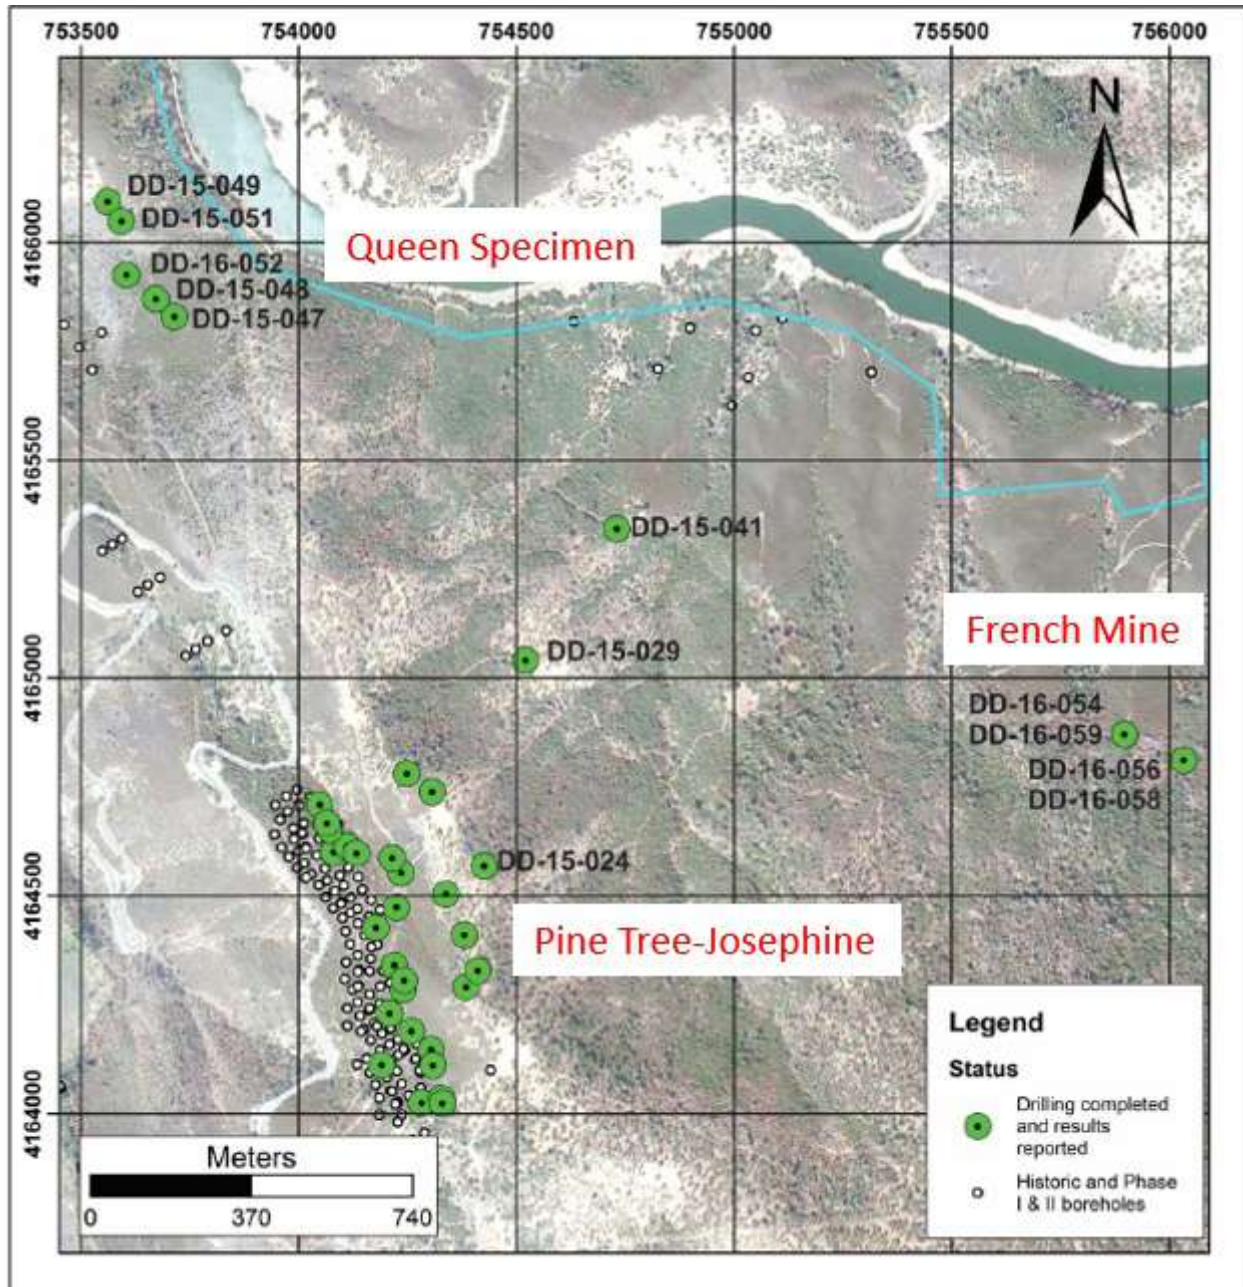 753500 754000 754500 755000 755500 756000
N
DD-15-049
DD-15-051
4166000
Queen Specimen
DD-16-052
DD-15-048
DD-15-047
4165500
DD-15-041
French Mine
DD-15-029
4165000
DD-16-054
DD-16-059
DD-16-056
DD-16-058
DD-15-024
4164500
Pine Tree-Josephine
Legend
Status
Drilling completed
and results
reported
Historic and Phase
I & II boreholes
4164000
Meters
0 370 740